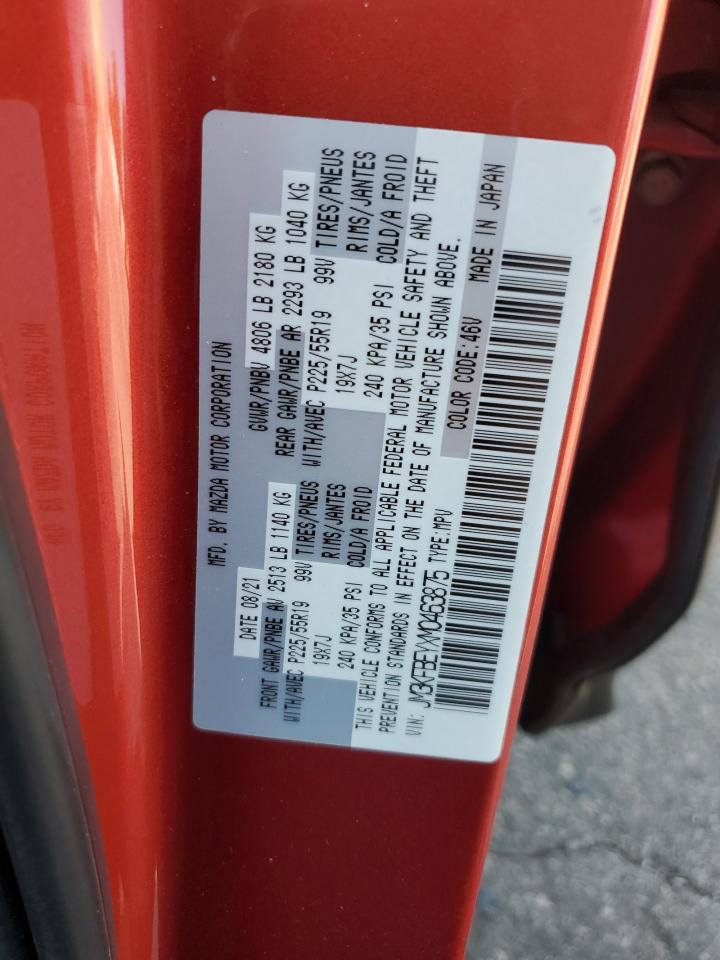 MFD. BY MAZDA MOTOR CORPORATION
DATE 08/21 GVWR/PNBV 4806 LB 2180 KG
FRONT GAWR/PNBE AV 2513 LB 1140 KG REAR GAWR/PNBE AR 2293 LB 1040 KG
WITH/AVEC P225/55R19 99V TIRES/PNEUS WITH/AVEC P225/55R19 99V TIRES/PNEUS
19X7J RIMS/JANTES 19X7J RIMS/JANTES
240 KPA/35 PSI COLD/A FROID 240 KPA/35 PSI COLD/A FROID
THIS VEHICLE CONFORMS TO ALL APPLICABLE FEDERAL MOTOR VEHICLE SAFETY AND THEFT
PREVENTION STANDARDS IN EFFECT ON THE DATE OF MANUFACTURE SHOWN ABOVE.
VIN: JM3KFBEYXM0463875 TYPE:MPV COLOR CODE:46V MADE IN JAPAN